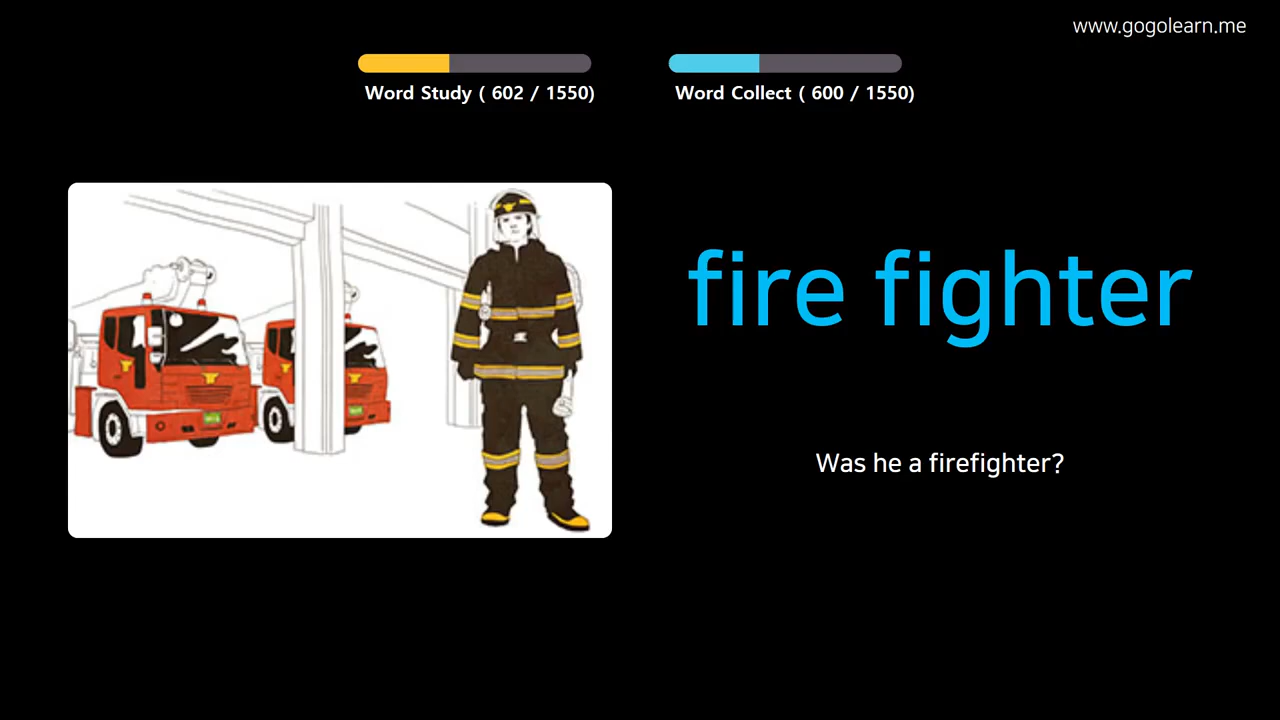 www.gogolearn.me
Word Study ( 602 / 1550)
Word Collect ( 600 / 1550)
fire fighter
Was he a firefighter?